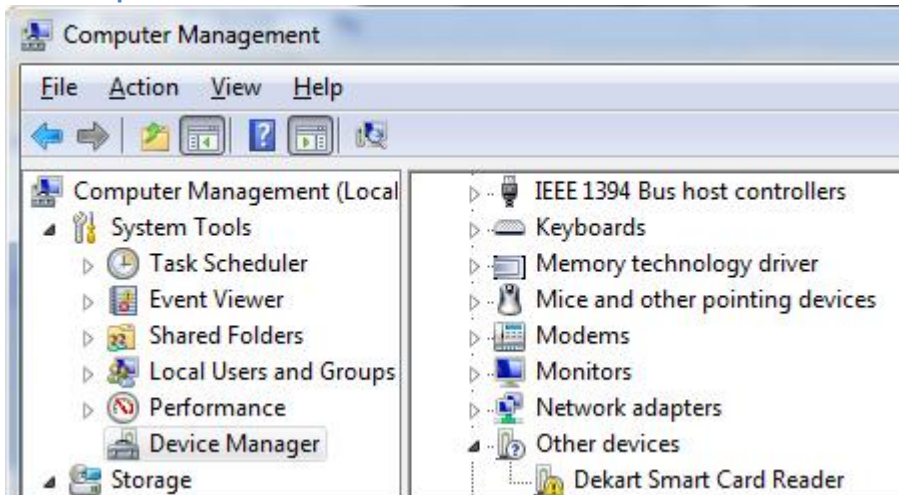 Computer Management
File Action View Help
Computer Management (Local
System Tools
Task Scheduler
Event Viewer
Shared Folders
Local Users and Groups
Performance
Device Manager
Storage
IEEE 1394 Bus host controllers
Keyboards
Memory technology driver
Mice and other pointing devices
Modems
Monitors
Network adapters
Other devices
Dekart Smart Card Reader